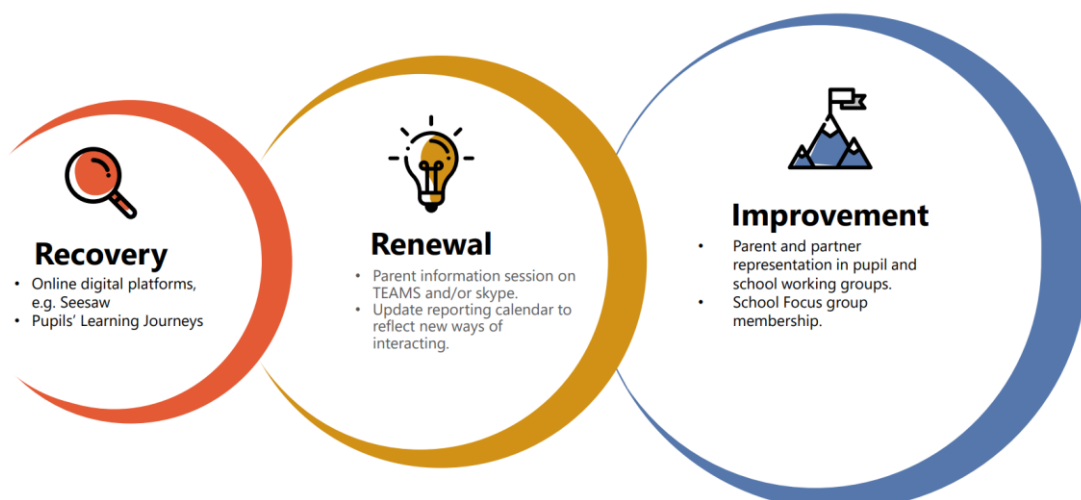 Recovery
• Online digital platforms,
e.g. Seesaw
• Pupils' Learning Journeys
Renewal
• Parent information session on
TEAMS and/or skype.
• Update reporting calendar to
reflect new ways of
interacting.
Improvement
• Parent and partner
representation in pupil and
school working groups.
• School Focus group
membership.